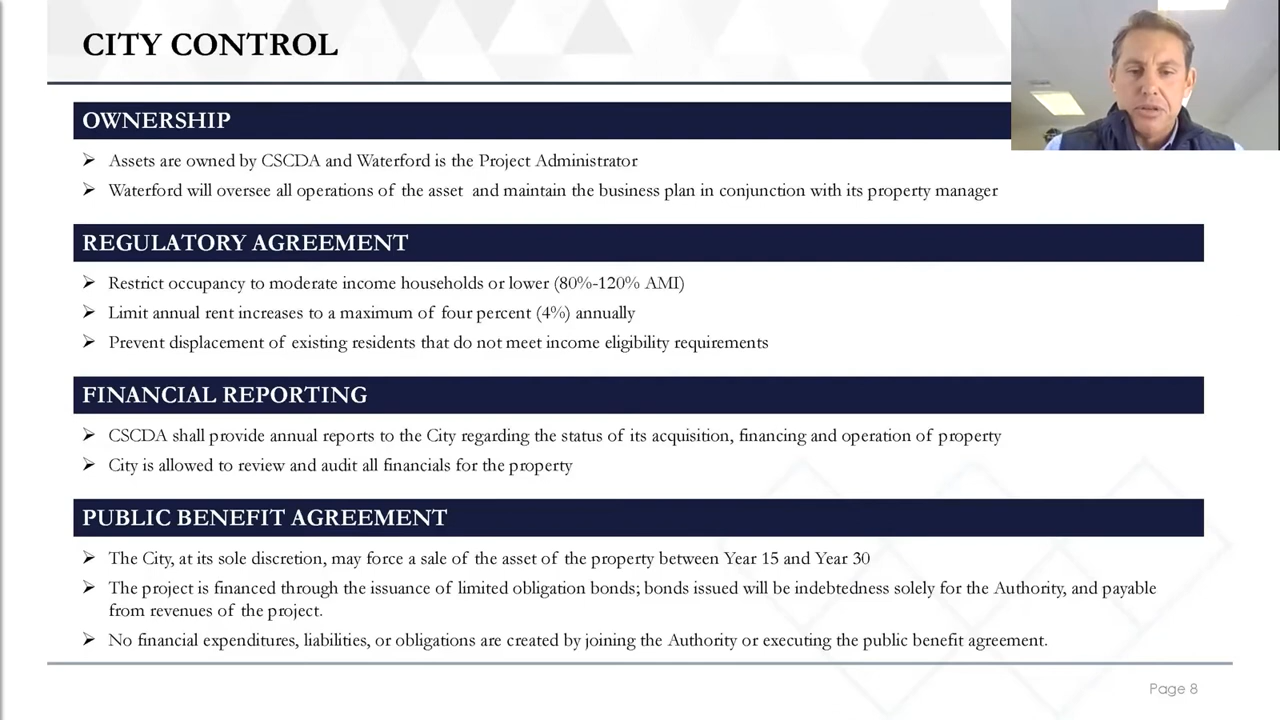 CITY CONTROL
OWNERSHIP
➢ Assets are owned by CSCDA and Waterford is the Project Administrator
➢ Waterford will oversee all operations of the asset and maintain the business plan in conjunction with its property manager
REGULATORY AGREEMENT
➢ Restrict occupancy to moderate income households or lower (80%-120% AMI)
➢ Limit annual rent increases to a maximum of four percent (4%) annually
➢ Prevent displacement of existing residents that do not meet income eligibility requirements
FINANCIAL REPORTING
➢ CSCDA shall provide annual reports to the City regarding the status of its acquisition, financing and operation of property
➢ City is allowed to review and audit all financials for the property
PUBLIC BENEFIT AGREEMENT
➢ The City, at its sole discretion, may force a sale of the asset of the property between Year 15 and Year 30
➢ The project is financed through the issuance of limited obligation bonds; bonds issued will be indebtedness solely for the Authority, and payable
from revenues of the project.
➢ No financial expenditures, liabilities, or obligations are created by joining the Authority or executing the public benefit agreement.
Page 8